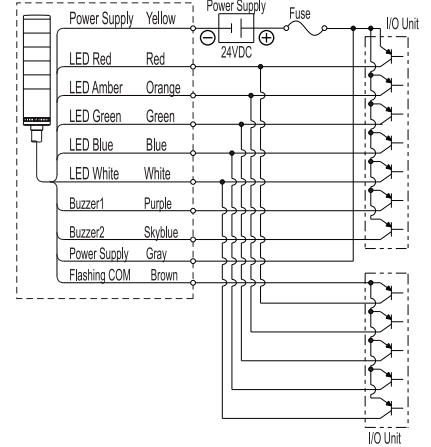 Power Supply
Fuse
I/O Unit
Power Supply Yellow
⊖ ⊕
24VDC
LED Red Red
LED Amber Orange
LED Green Green
LED Blue Blue
LED White White
Buzzer1 Purple
Buzzer2 Skyblue
Power Supply Gray
Flashing COM Brown
I/O Unit